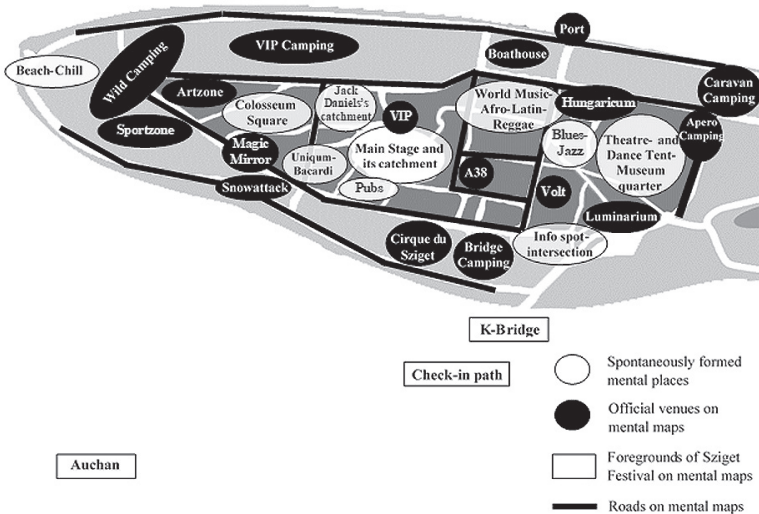 Port
VIP Camping
Boathouse
Wild Camping
Beach-Chill
Caravan
Camping
Artzone
Jack
Daniels's
catchment
World Music-
Afro-Latin-
Reggae
Hungaricum
Colosseum
Square
VIP
Apero
Camping
Sportzone
Blues-
Jazz
Theatre- and
Dance Tent-
Museum
quarter
Magic
Mirror
Main Stage and
its catchment
Uniqum-
Bacardi
A38
Snowattack
Pubs
Volt
Luminarium
Cirque du
Sziget
Bridge
Camping
Info spot-
intersection
K-Bridge
Check-in path
Auchan
Spontaneously formed
mental places
Official venues on
mental maps
Foregrounds of Sziget
Festival on mental maps
Roads on mental maps